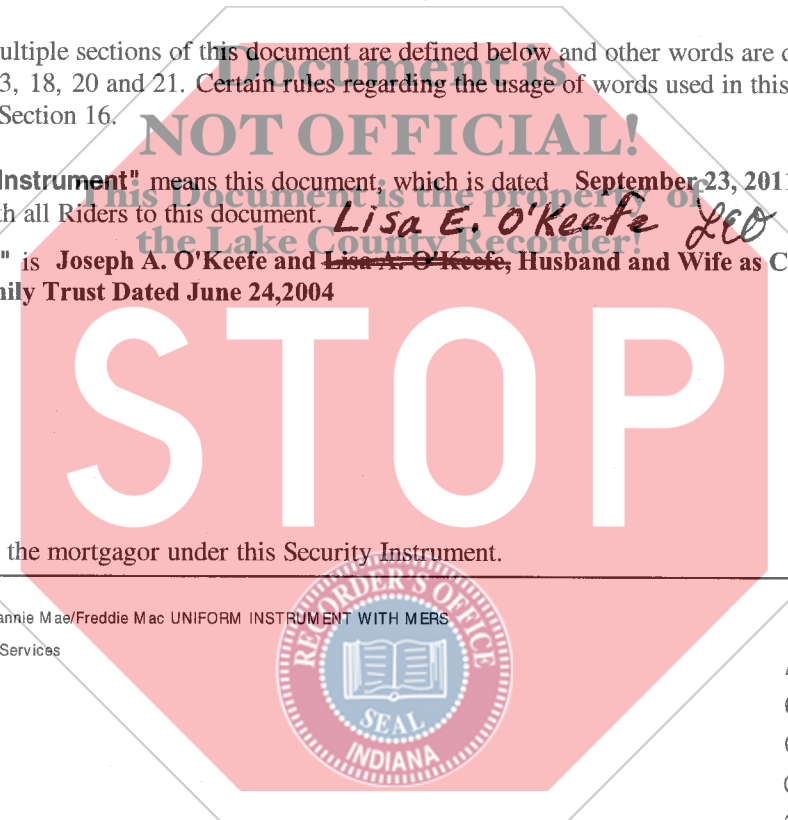 ultiple sections of this document are defined below and other words are d
3, 18, 20 and 21. Certain rules regarding the usage of words used in this
Section 16.
Document is
NOT OFFICIAL!
This Document is the property of
the Lake County Recorder!
Instrument" means this document, which is dated September 23, 2011
th all Riders to this document. Lisa E. O'Keefe LEO
" is Joseph A. O'Keefe and Lisa A. O'Keefe, Husband and Wife as C
ily Trust Dated June 24,2004
STOP
the mortgagor under this Security Instrument.
annie Mae/Freddie Mac UNIFORM INSTRUMENT WITH MERS
Services
RECORDER'S OFFICE
SEAL
INDIANA